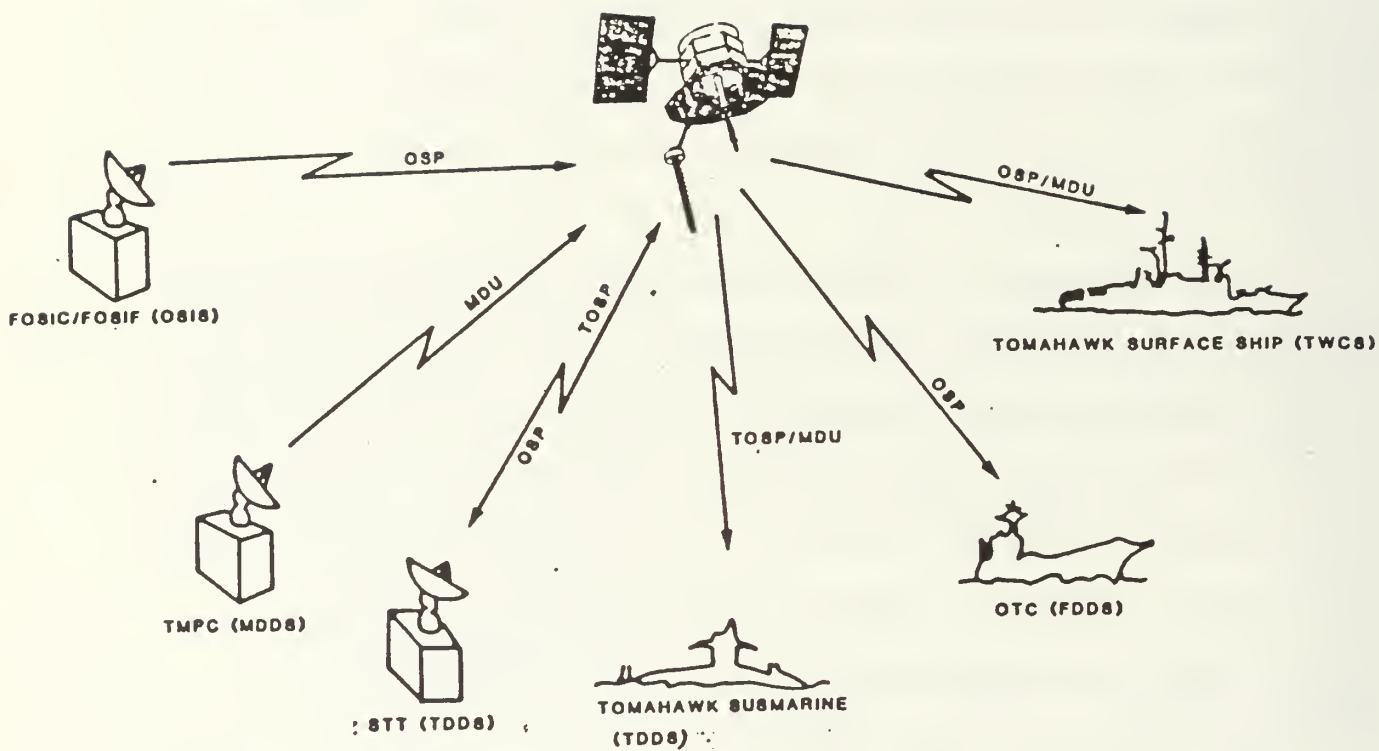 OSP
OSP/MDU
FOSIC/FOSIF (OSIS)
MDU
TOSP
OSP
TOSP/MDU
OSP
TOMAHAWK SURFACE SHIP (TWCS)
TMPC (MDDS)
OTC (FDDS)
STT (TDDS)
TOMAHAWK SUSMARINE
(TDDS)